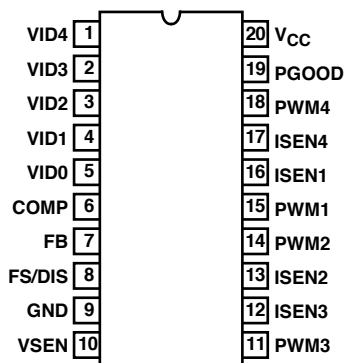 VID4 1 20 VCC
VID3 2 19 PGOOD
VID2 3 18 PWM4
VID1 4 17 ISEN4
VID0 5 16 ISEN1
COMP 6 15 PWM1
FB 7 14 PWM2
FS/DIS 8 13 ISEN2
GND 9 12 ISEN3
VSEN 10 11 PWM3